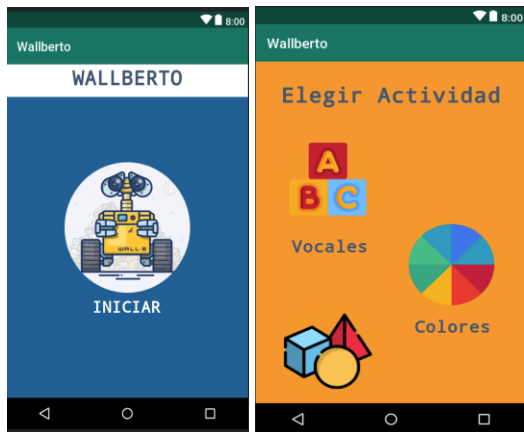 8:00
Wallberto
WALLBERTO
WALL·E
INICIAR
8:00
Wallberto
Elegir Actividad
A
B C
Vocales
Colores